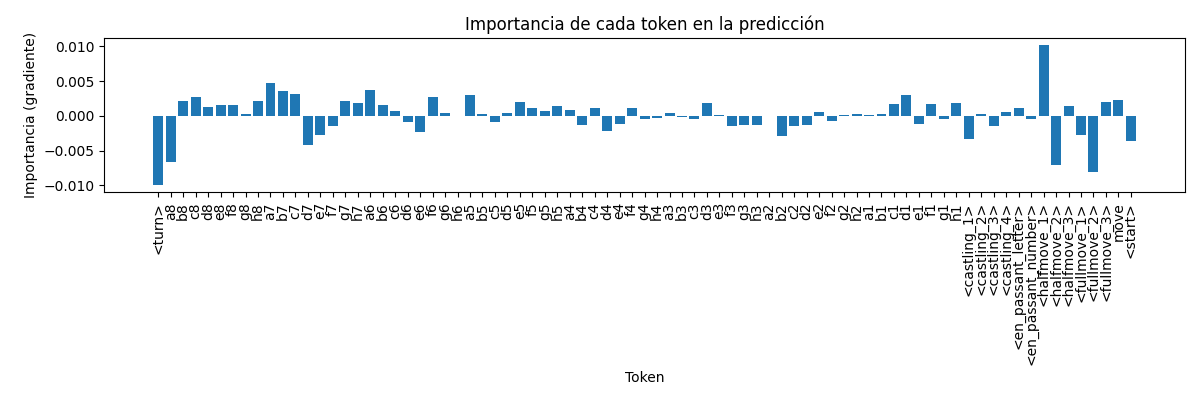 Importancia de cada token en la predicción
Importancia (gradiente)
0.010
0.005
0.000
−0.005
−0.010
<turn>
a8
b8
c8
d8
e8
f8
g8
h8
a7
b7
c7
d7
e7
f7
g7
h7
a6
b6
c6
d6
e6
f6
g6
h6
a5
b5
c5
d5
e5
f5
g5
h5
a4
b4
c4
d4
e4
f4
g4
h4
a3
b3
c3
d3
e3
f3
g3
h3
a2
b2
c2
d2
e2
f2
g2
h2
a1
b1
c1
d1
e1
f1
g1
h1
<castling_1>
<castling_2>
<castling_3>
<castling_4>
<en_passant_letter>
<en_passant_number>
<halfmove_1>
<halfmove_2>
<halfmove_3>
<fullmove_1>
<fullmove_2>
<fullmove_3>
move
<start>
Token